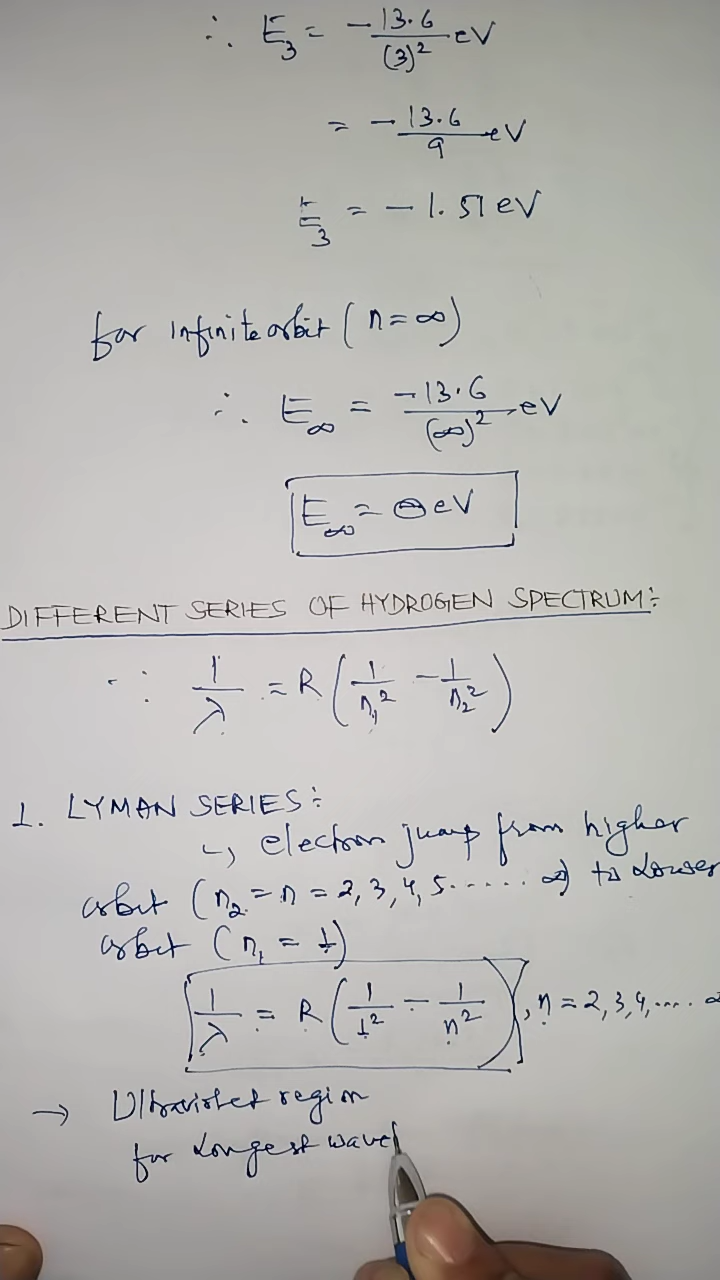 ∴ E₃ = -13.6/(3)² eV
= -13.6/9 eV
E₃ = -1.51 eV
for infinite orbit (n=∞)
∴ E∞ = -13.6/(∞)² eV
E∞ = 0 eV
DIFFERENT SERIES OF HYDROGEN SPECTRUM:-
∵ 1/λ = R(1/n₁² - 1/n₂²)
1. LYMAN SERIES:-
↳ electron jump from higher
orbit (n₂ = n = 2, 3, 4, 5...... ∞) to Lower
orbit (n₁ = 1)
1/λ = R(1/1² - 1/n²), n = 2, 3, 4, .... ∞
→ Ultraviolet region
for Longest wavel